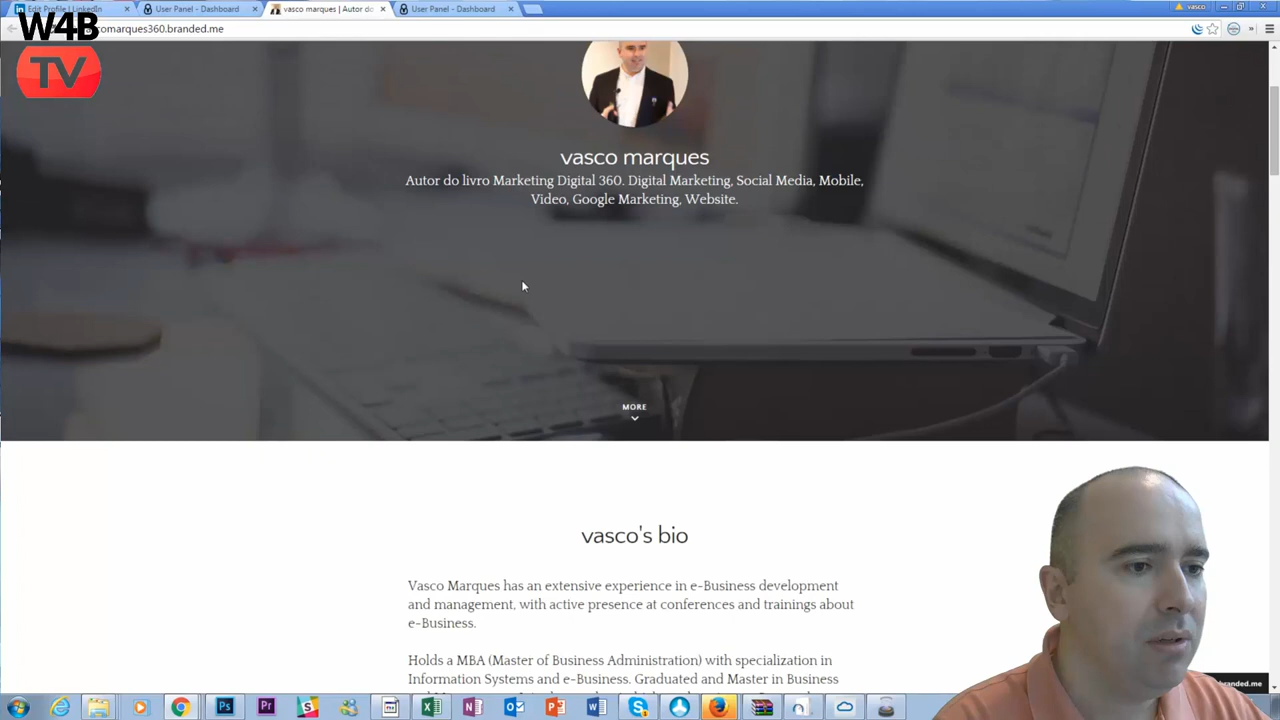 Edit Profile | LinkedIn
User Panel - Dashboard
vasco marques | Autor do
User Panel - Dashboard
vasco
W4B
TV
omarques360.branded.me
vasco marques
Autor do livro Marketing Digital 360. Digital Marketing, Social Media, Mobile,
Video, Google Marketing, Website.
MORE
vasco's bio
Vasco Marques has an extensive experience in e-Business development
and management, with active presence at conferences and trainings about
e-Business.
Holds a MBA (Master of Business Administration) with specialization in
Information Systems and e-Business. Graduated and Master in Business
branded.me